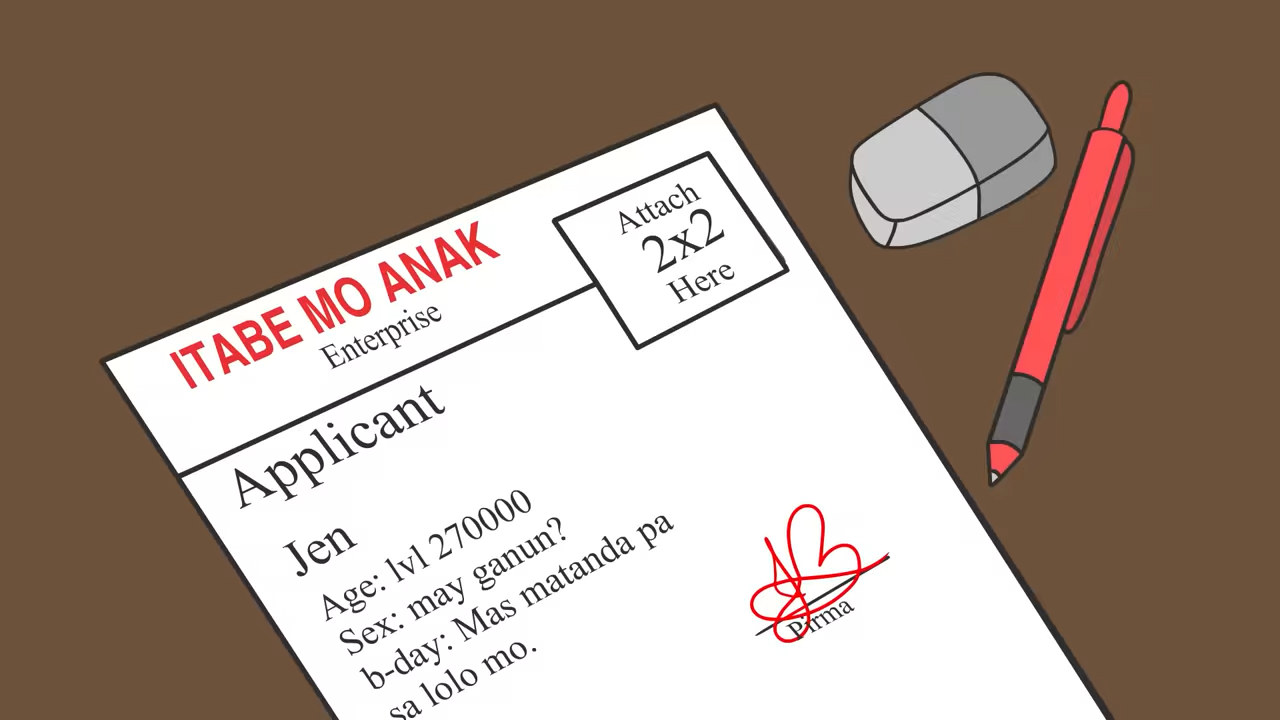 ITABE MO ANAK
Enterprise
Attach
2x2
Here
Applicant
Jen
Age: lvl 270000
Sex: may ganun?
b-day: Mas matanda pa
sa lolo mo.
Pirma